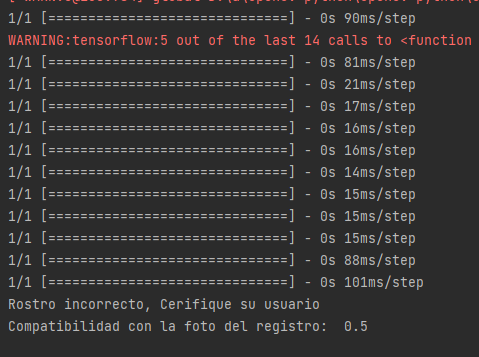 1/1 [==============================] - 0s 90ms/step
WARNING:tensorflow:5 out of the last 14 calls to <function
1/1 [==============================] - 0s 81ms/step
1/1 [==============================] - 0s 21ms/step
1/1 [==============================] - 0s 17ms/step
1/1 [==============================] - 0s 16ms/step
1/1 [==============================] - 0s 16ms/step
1/1 [==============================] - 0s 14ms/step
1/1 [==============================] - 0s 15ms/step
1/1 [==============================] - 0s 15ms/step
1/1 [==============================] - 0s 15ms/step
1/1 [==============================] - 0s 88ms/step
1/1 [==============================] - 0s 101ms/step
Rostro incorrecto, Cerifique su usuario
Compatibilidad con la foto del registro:  0.5